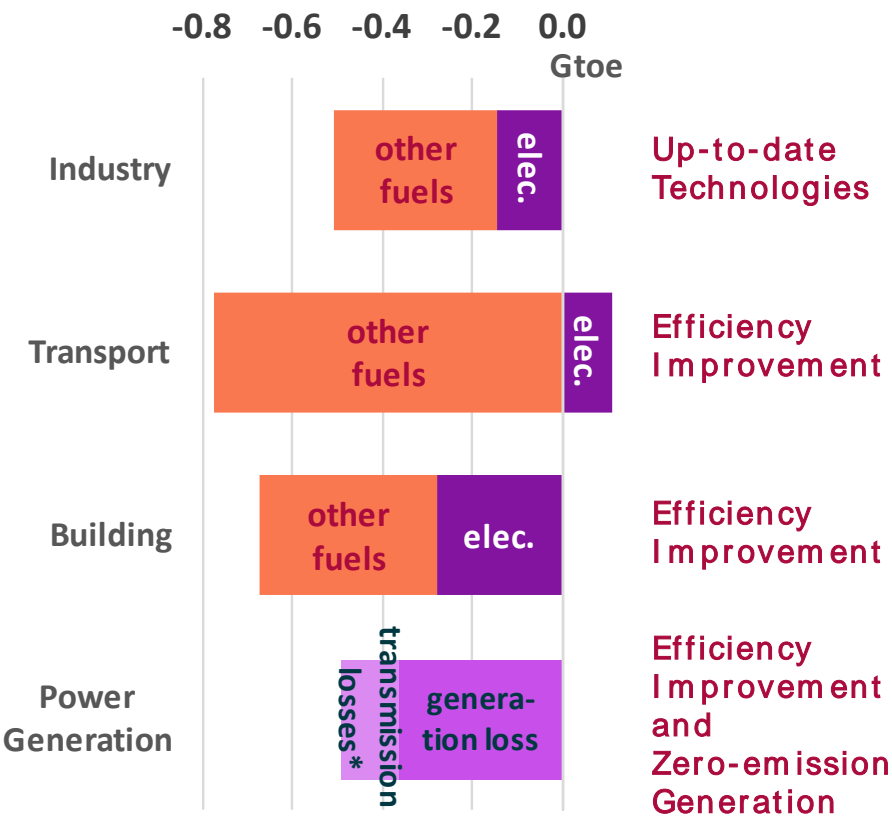 -0.8 -0.6 -0.4 -0.2 0.0
Gtoe
Industry
other
fuels
elec.
Up-to-date
Technologies
Transport
other
fuels
elec.
Efficiency
Improvement
Building
other
fuels
elec.
Efficiency
Improvement
Power
Generation
transmission
losses*
genera-
tion loss
Efficiency
Improvement
and
Zero-emission
Generation